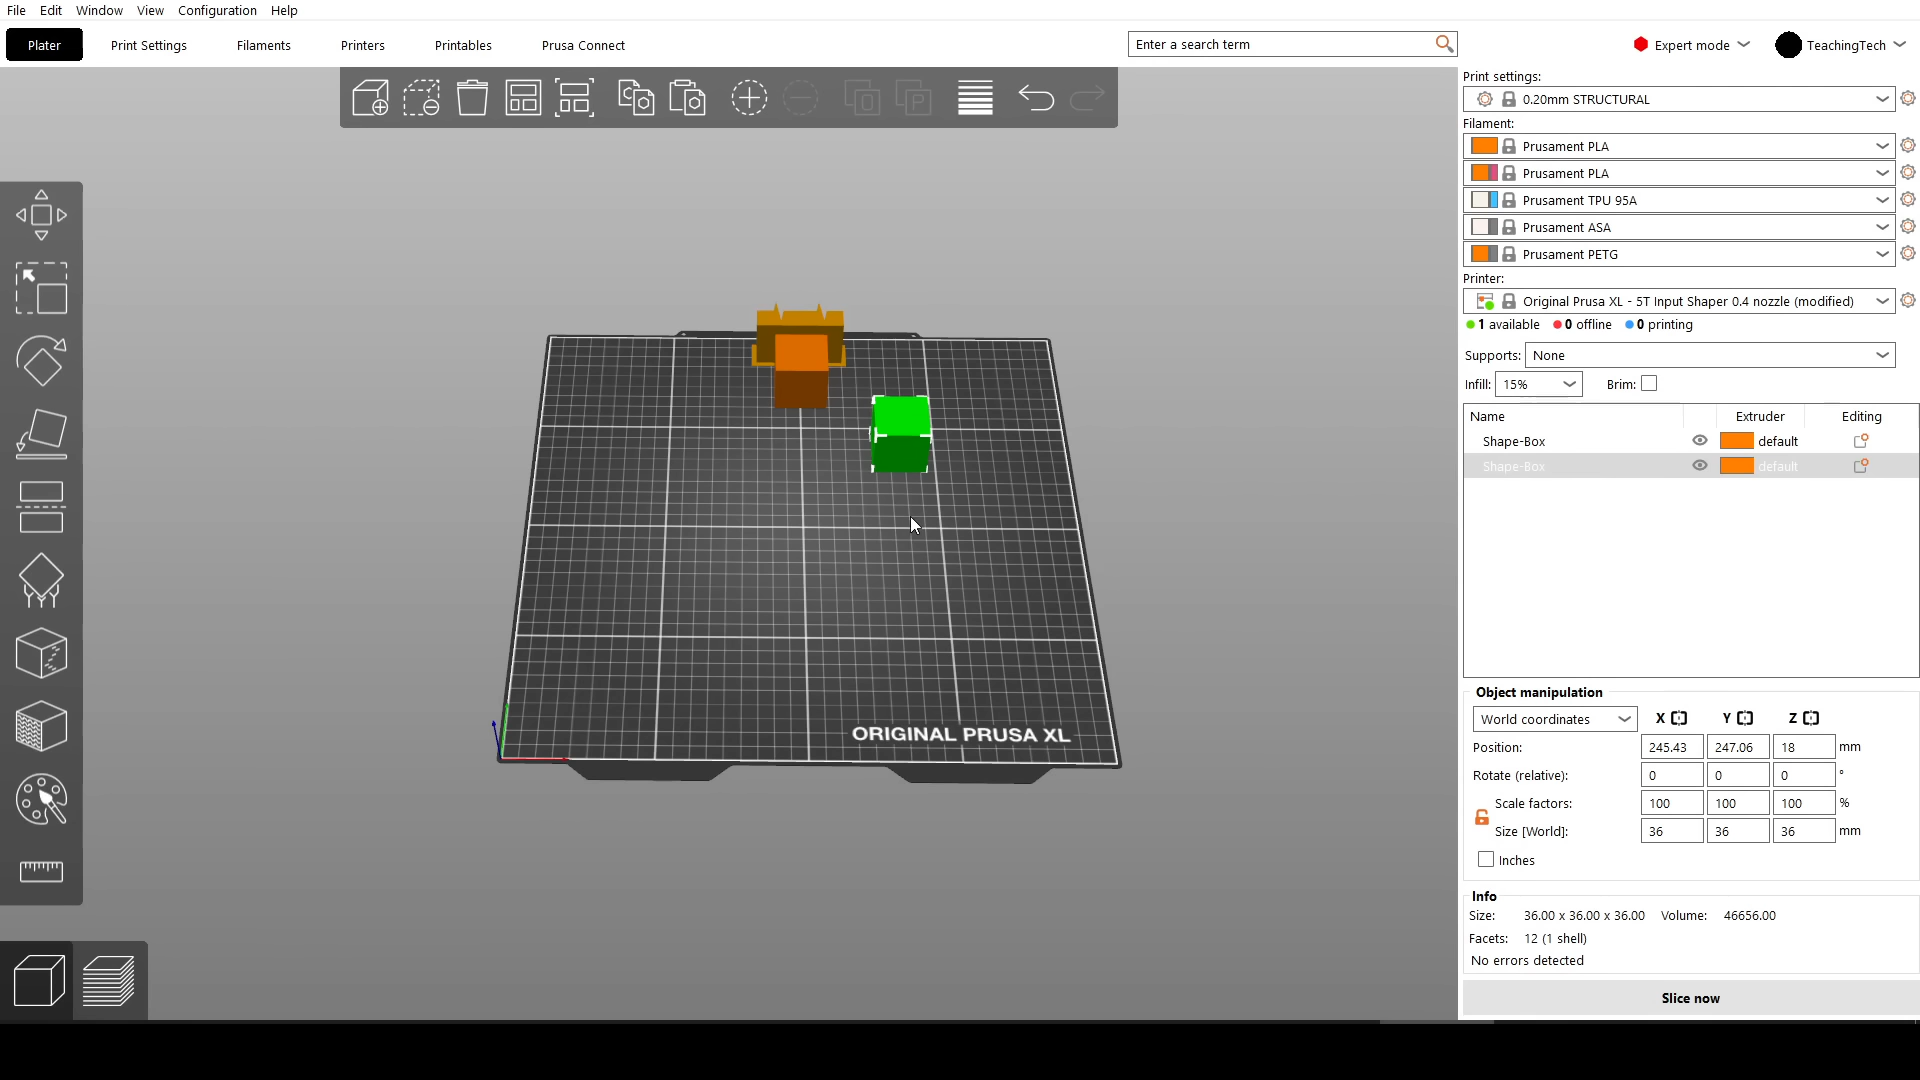 File Edit Window View Configuration Help
Plater Print Settings Filaments Printers Printables Prusa Connect Enter a search term Expert mode TeachingTech
Print settings:
0.20mm STRUCTURAL
Filament:
Prusament PLA
Prusament PLA
Prusament TPU 95A
Prusament ASA
Prusament PETG
Printer:
Original Prusa XL - 5T Input Shaper 0.4 nozzle (modified)
1 available 0 offline 0 printing
Supports: None
Infill: 15% Brim:
Name Extruder Editing
Shape-Box default
Shape-Box default
ORIGINAL PRUSA XL
Object manipulation
World coordinates X Y Z
Position: 245.43 247.06 18 mm
Rotate (relative): 0 0 0 °
Scale factors: 100 100 100 %
Size [World]: 36 36 36 mm
Inches
Info
Size: 36.00 x 36.00 x 36.00 Volume: 46656.00
Facets: 12 (1 shell)
No errors detected
Slice now